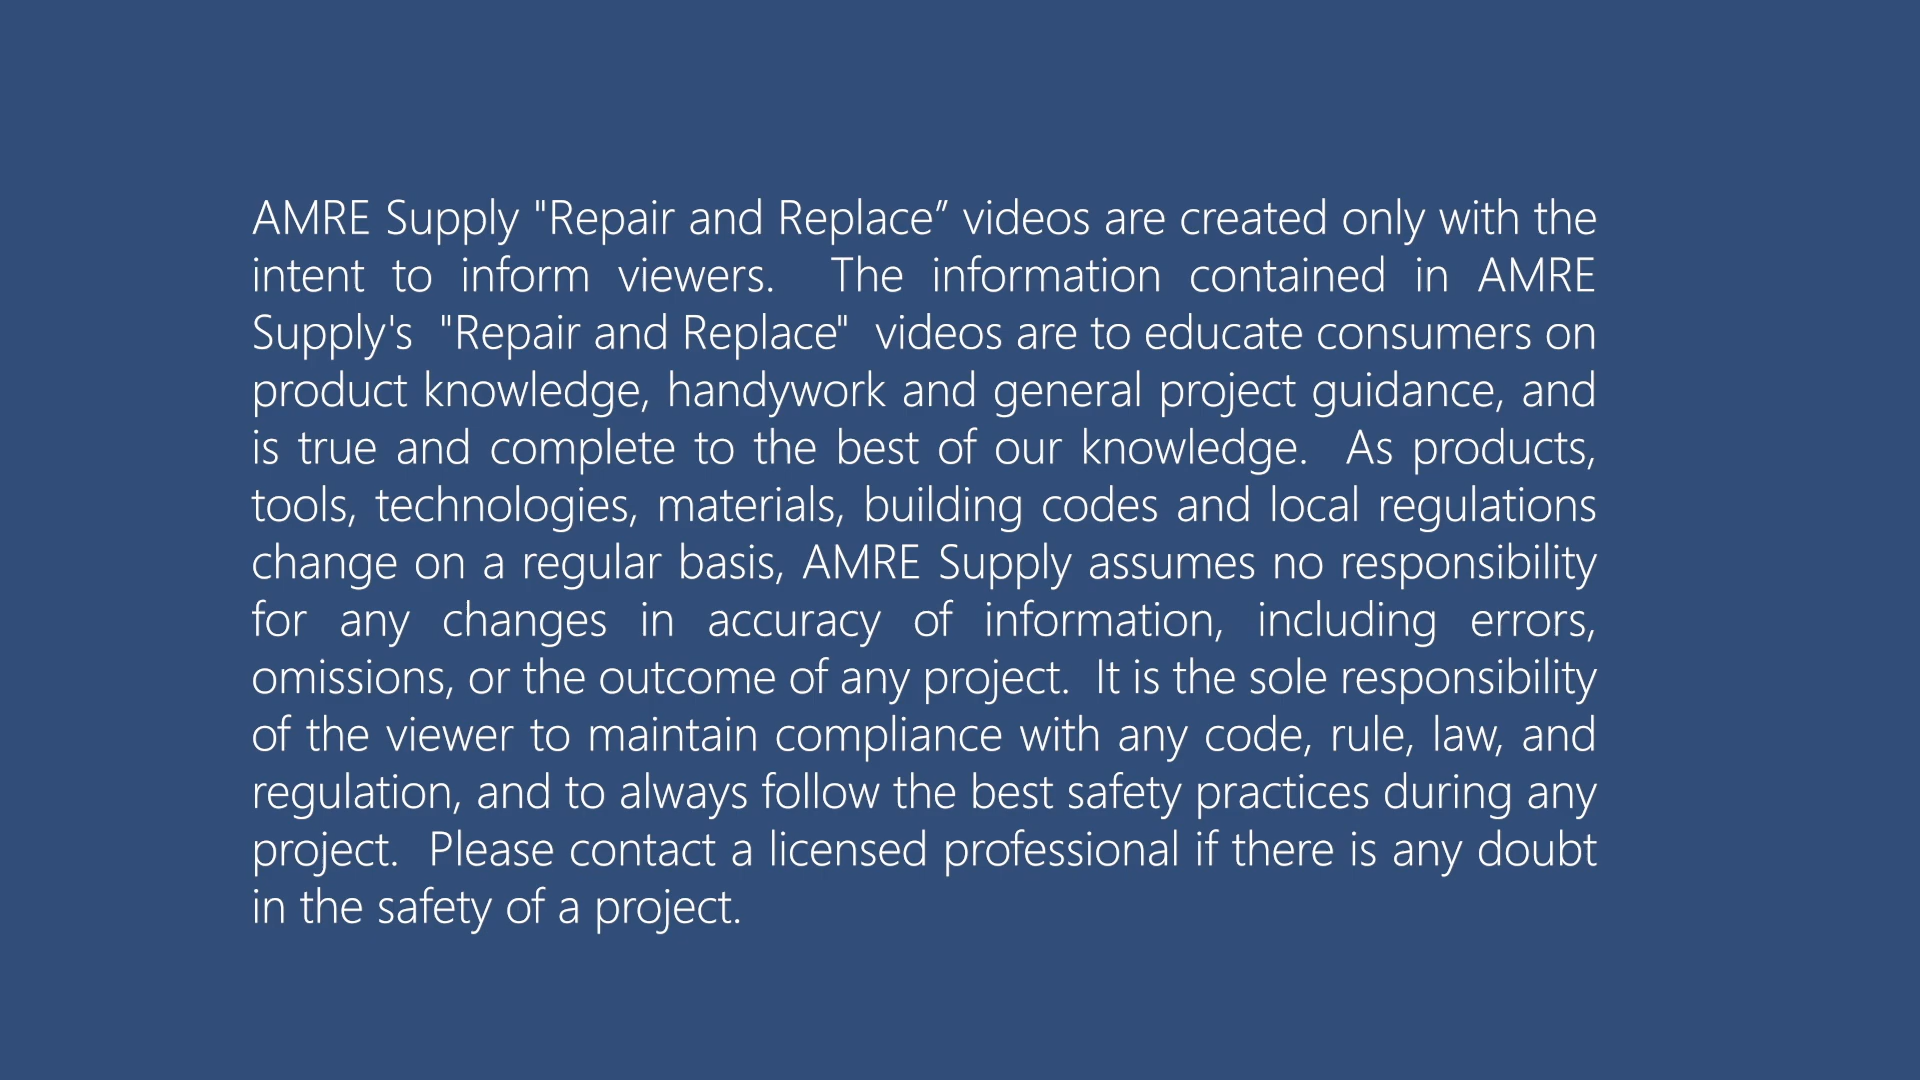 AMRE Supply "Repair and Replace” videos are created only with the
intent to inform viewers.  The information contained in AMRE
Supply's  "Repair and Replace"  videos are to educate consumers on
product knowledge, handywork and general project guidance, and
is true and complete to the best of our knowledge.  As products,
tools, technologies, materials, building codes and local regulations
change on a regular basis, AMRE Supply assumes no responsibility
for any changes in accuracy of information, including errors,
omissions, or the outcome of any project.  It is the sole responsibility
of the viewer to maintain compliance with any code, rule, law, and
regulation, and to always follow the best safety practices during any
project.  Please contact a licensed professional if there is any doubt
in the safety of a project.